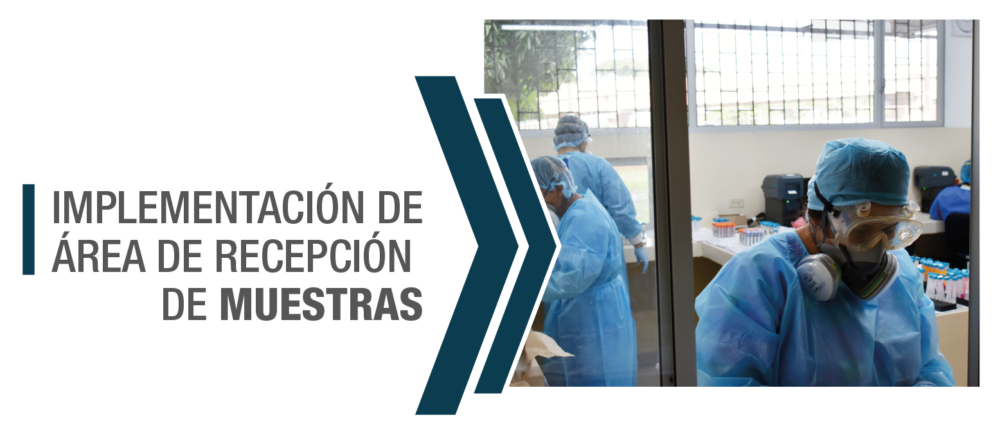 IMPLEMENTACIÓN DE
ÁREA DE RECEPCIÓN
DE MUESTRAS